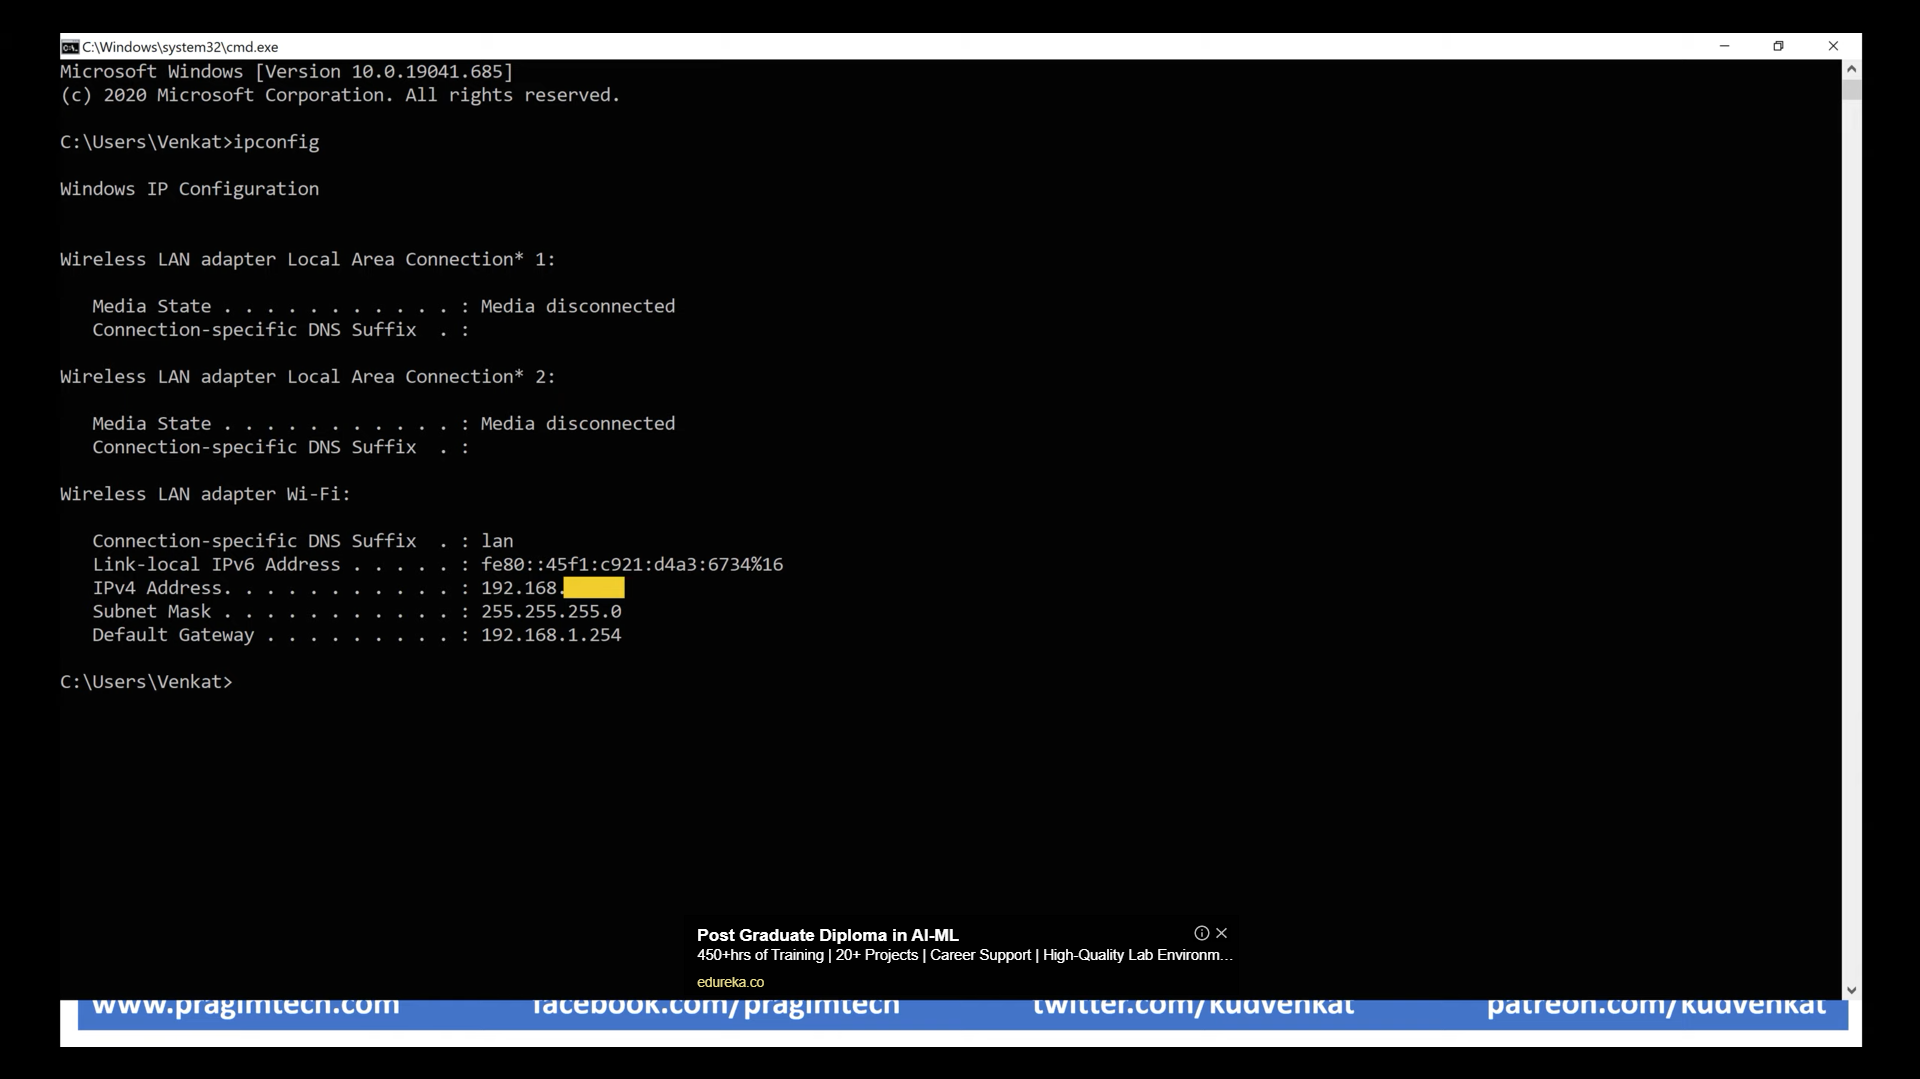 C:\Windows\system32\cmd.exe
Microsoft Windows [Version 10.0.19041.685]
(c) 2020 Microsoft Corporation. All rights reserved.
C:\Users\Venkat>ipconfig
Windows IP Configuration
Wireless LAN adapter Local Area Connection* 1:
Media State . . . . . . . . . . . : Media disconnected
Connection-specific DNS Suffix  . :
Wireless LAN adapter Local Area Connection* 2:
Media State . . . . . . . . . . . : Media disconnected
Connection-specific DNS Suffix  . :
Wireless LAN adapter Wi-Fi:
Connection-specific DNS Suffix  . : lan
Link-local IPv6 Address . . . . . : fe80::45f1:c921:d4a3:6734%16
IPv4 Address. . . . . . . . . . . : 192.168.
Subnet Mask . . . . . . . . . . . : 255.255.255.0
Default Gateway . . . . . . . . . : 192.168.1.254
C:\Users\Venkat>
Post Graduate Diploma in AI-ML
450+hrs of Training | 20+ Projects | Career Support | High-Quality Lab Environm...
edureka.co
www.pragimtech.com facebook.com/pragimtech twitter.com/kudvenkat patreon.com/kudvenkat